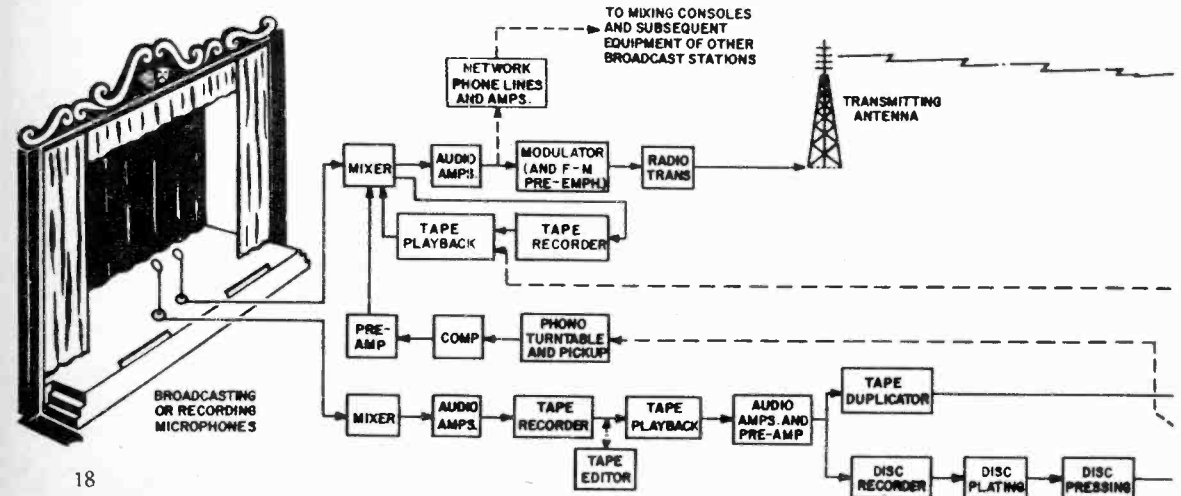 TO MIXING CONSOLES
AND SUBSEQUENT
EQUIPMENT OF OTHER
BROADCAST STATIONS
NETWORK
PHONE LINES
AND AMPS.
TRANSMITTING
ANTENNA
MIXER
AUDIO
AMPS.
MODULATOR
(AND F-M
PRE-EMPH.)
RADIO
TRANS
TAPE
PLAYBACK
TAPE
RECORDER
PRE-
AMP
COMP
PHONO
TURNTABLE
AND PICKUP
BROADCASTING
OR RECORDING
MICROPHONES
MIXER
AUDIO
AMPS.
TAPE
RECORDER
TAPE
PLAYBACK
AUDIO
AMPS. AND
PRE-AMP
TAPE
DUPLICATOR
TAPE
EDITOR
DISC
RECORDER
DISC
PLATING
DISC
PRESSING
18